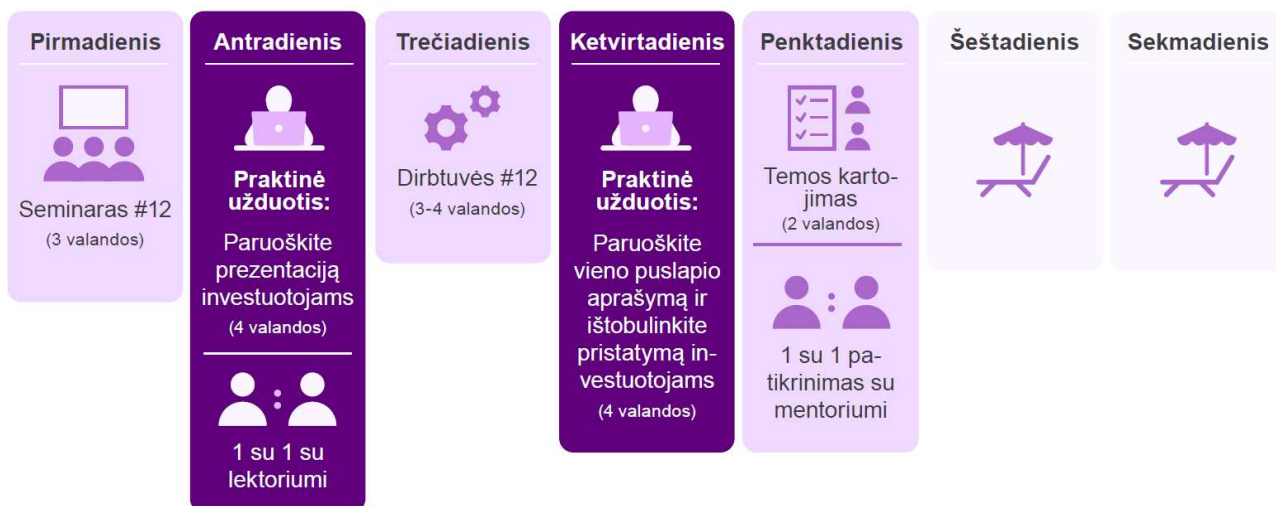 Pirmadienis
Seminaras #12
(3 valandos)
Antradienis
Praktinė
užduotis:
Paruoškite
prezentaciją
investuotojams
(4 valandos)
1 su 1 su
lektoriumi
Trečiadienis
Dirbtuvės #12
(3-4 valandos)
Ketvirtadienis
Praktinė
užduotis:
Paruoškite
vieno puslapio
aprašymą ir
ištobulinkite
pristatymą in-
vestuotojams
(4 valandos)
Penktadienis
Temos karto-
jimas
(2 valandos)
1 su 1 pa-
tikrinimas su
mentoriumi
Šeštadienis
Sekmadienis